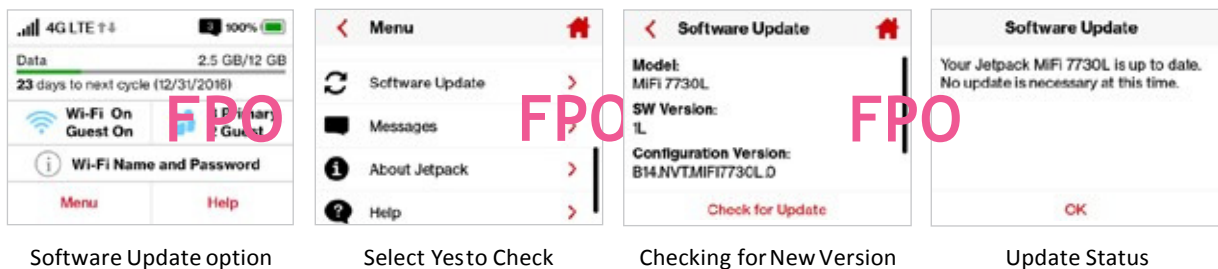 4G LTE
3
100%
Data
2.5 GB/12 GB
23 days to next cycle (12/31/2016)
Wi-Fi On
Guest On
Primary
2 Guest
FPO
i Wi-Fi Name and Password
Menu
Help
Software Update option
Menu
Software Update
Messages
About Jetpack
Help
FPO
Select Yes to Check
Software Update
Model:
MiFi 7730L
SW Version:
1L
Configuration Version:
B14.NVT.MIFI7730L.0
Check for Update
FPO
Checking for New Version
Software Update
Your Jetpack MiFi 7730L is up to date.
No update is necessary at this time.
OK
Update Status